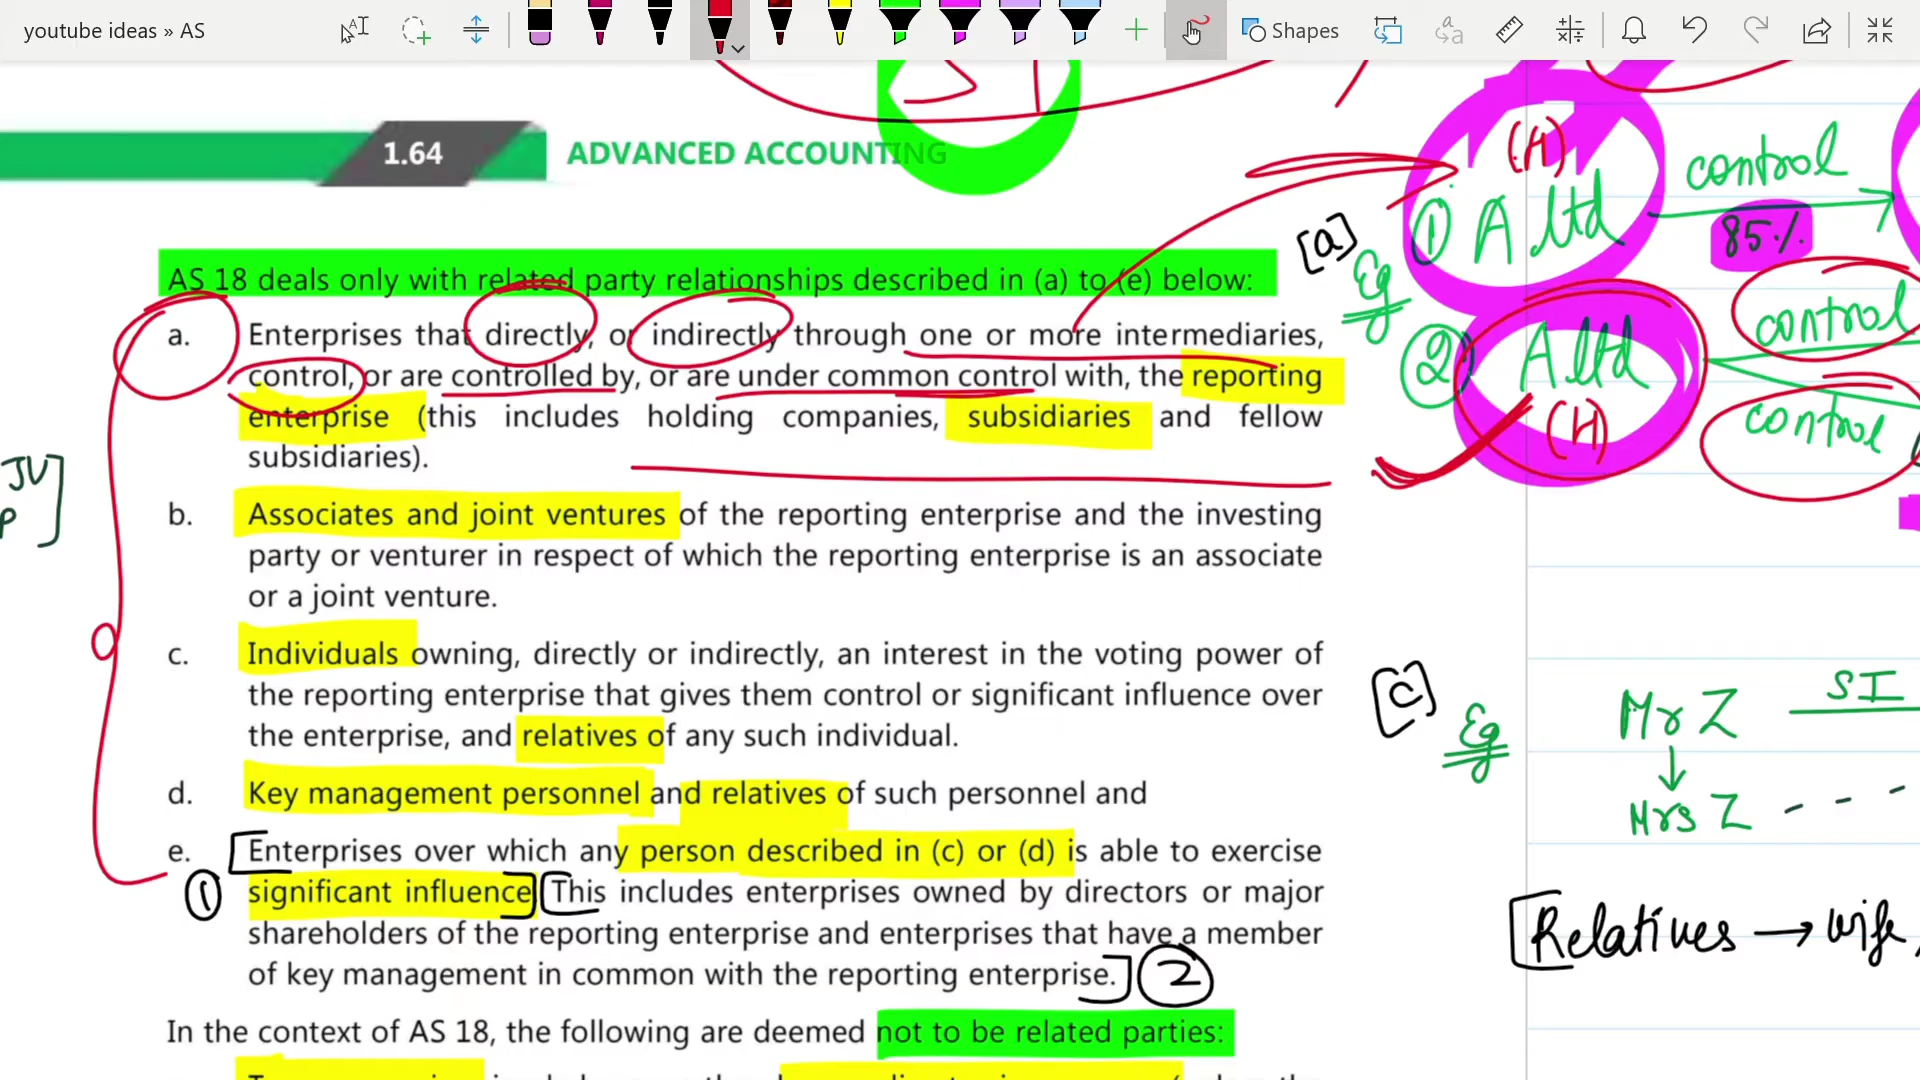 youtube ideas » AS
Shapes
1.64
ADVANCED ACCOUNTING
AS 18 deals only with related party relationships described in (a) to (e) below:
a. Enterprises that directly, or indirectly through one or more intermediaries,
control, or are controlled by, or are under common control with, the reporting
enterprise (this includes holding companies, subsidiaries and fellow
subsidiaries).
b. Associates and joint ventures of the reporting enterprise and the investing
party or venturer in respect of which the reporting enterprise is an associate
or a joint venture.
c. Individuals owning, directly or indirectly, an interest in the voting power of
the reporting enterprise that gives them control or significant influence over
the enterprise, and relatives of any such individual.
d. Key management personnel and relatives of such personnel and
e. Enterprises over which any person described in (c) or (d) is able to exercise
① significant influence. This includes enterprises owned by directors or major
shareholders of the reporting enterprise and enterprises that have a member
of key management in common with the reporting enterprise. ②
In the context of AS 18, the following are deemed not to be related parties:
JV
P
[a]
Eg
(H)
① A ltd control
85%
② A ltd control
(H) control
[c]
Eg
Mr Z SI
Mrs Z
[Relatives → wife,